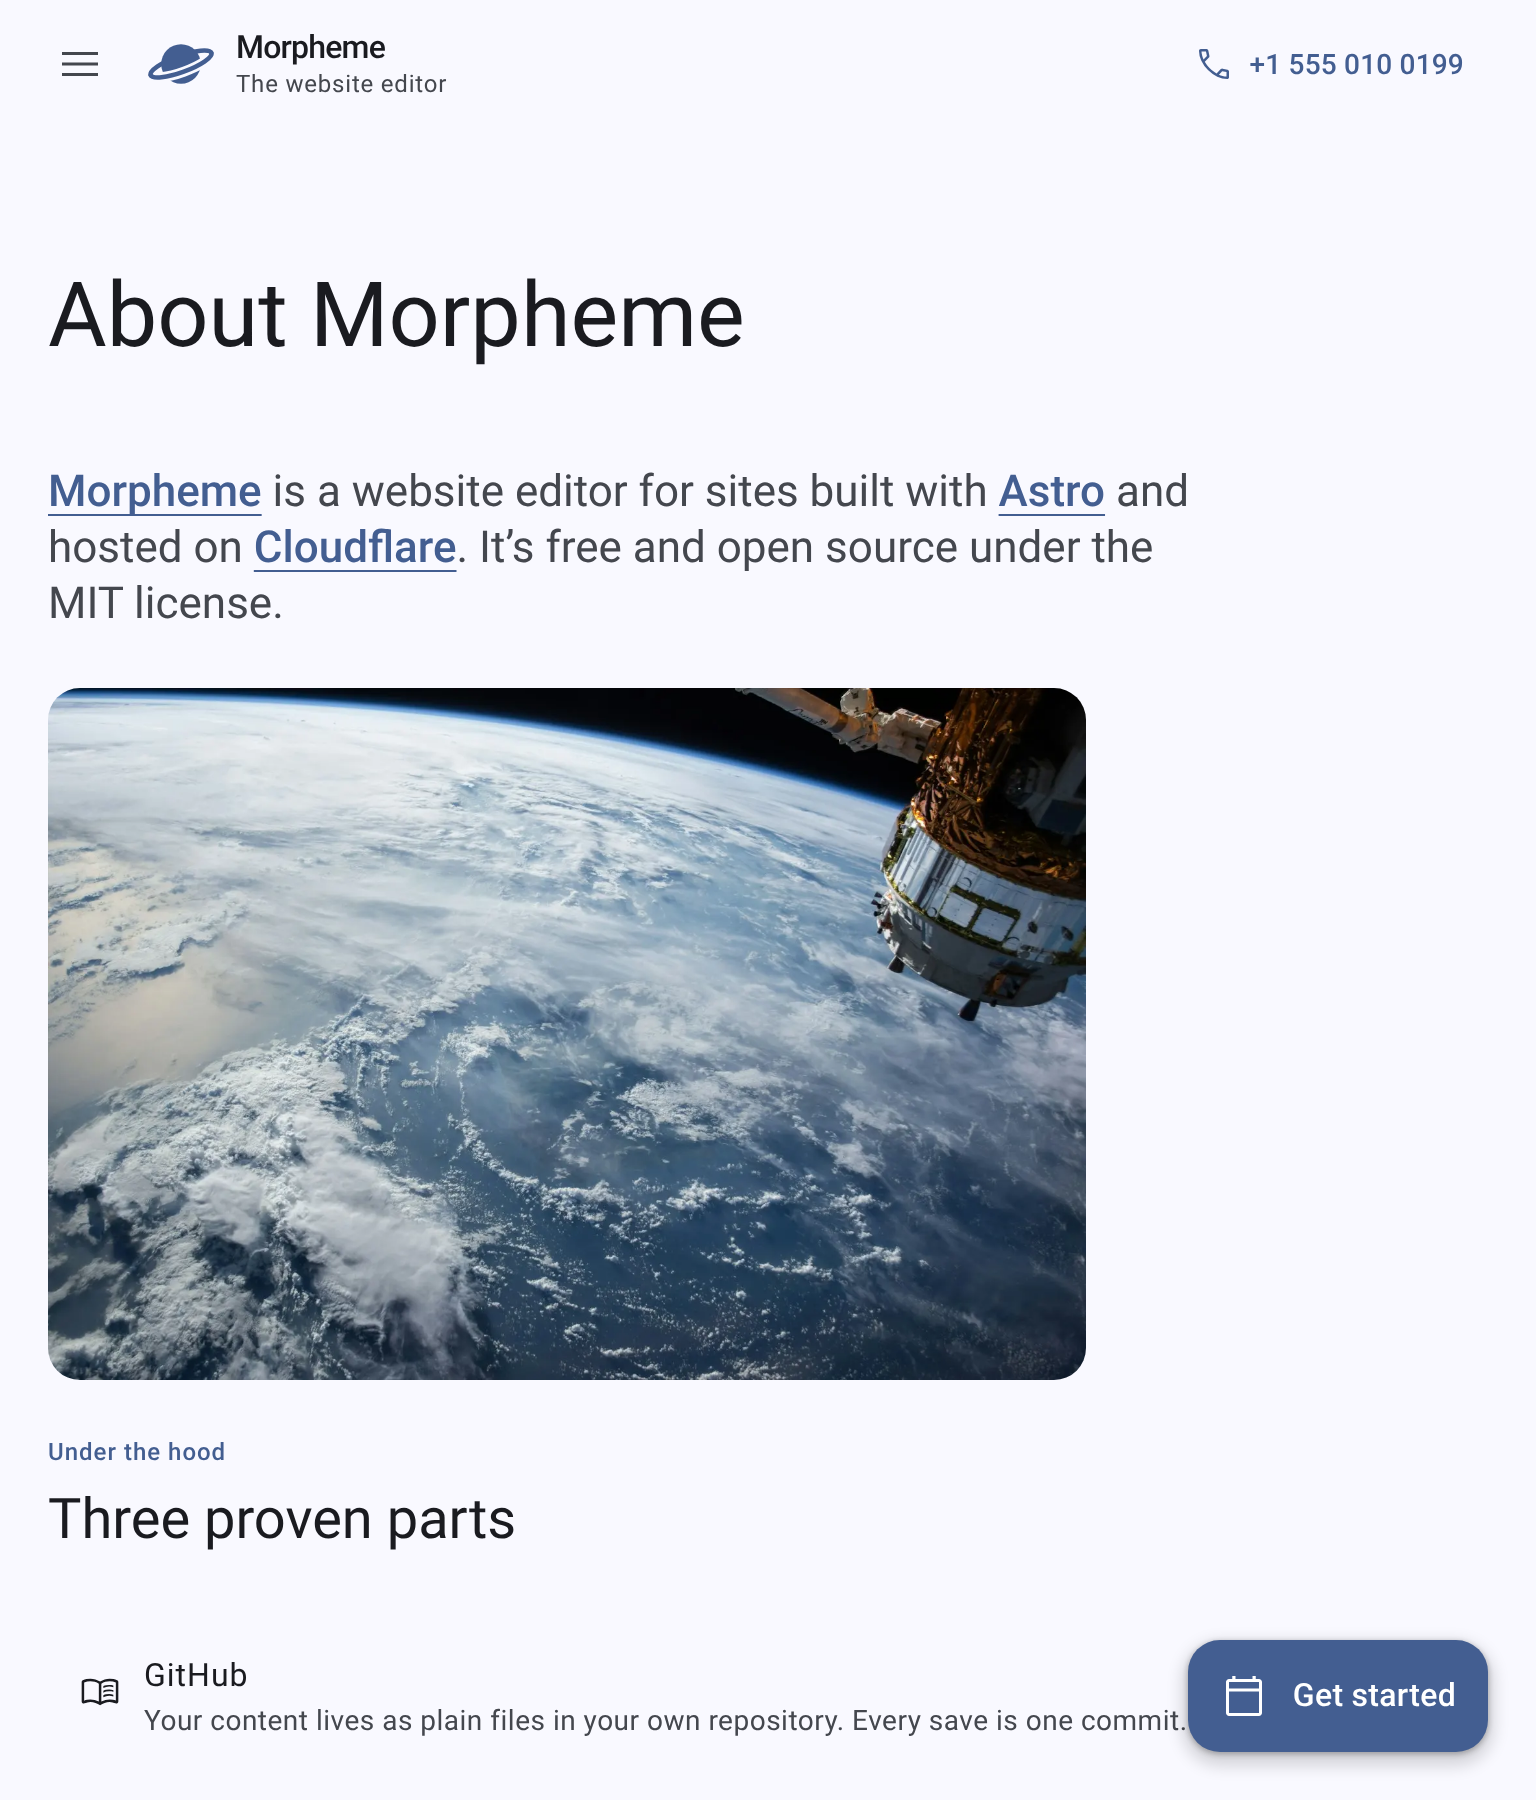 Morpheme
The website editor
+1 555 010 0199
About Morpheme
Morpheme is a website editor for sites built with Astro and
hosted on Cloudflare. It’s free and open source under the
MIT license.
Under the hood
Three proven parts
GitHub
Your content lives as plain files in your own repository. Every save is one commit.
Get started